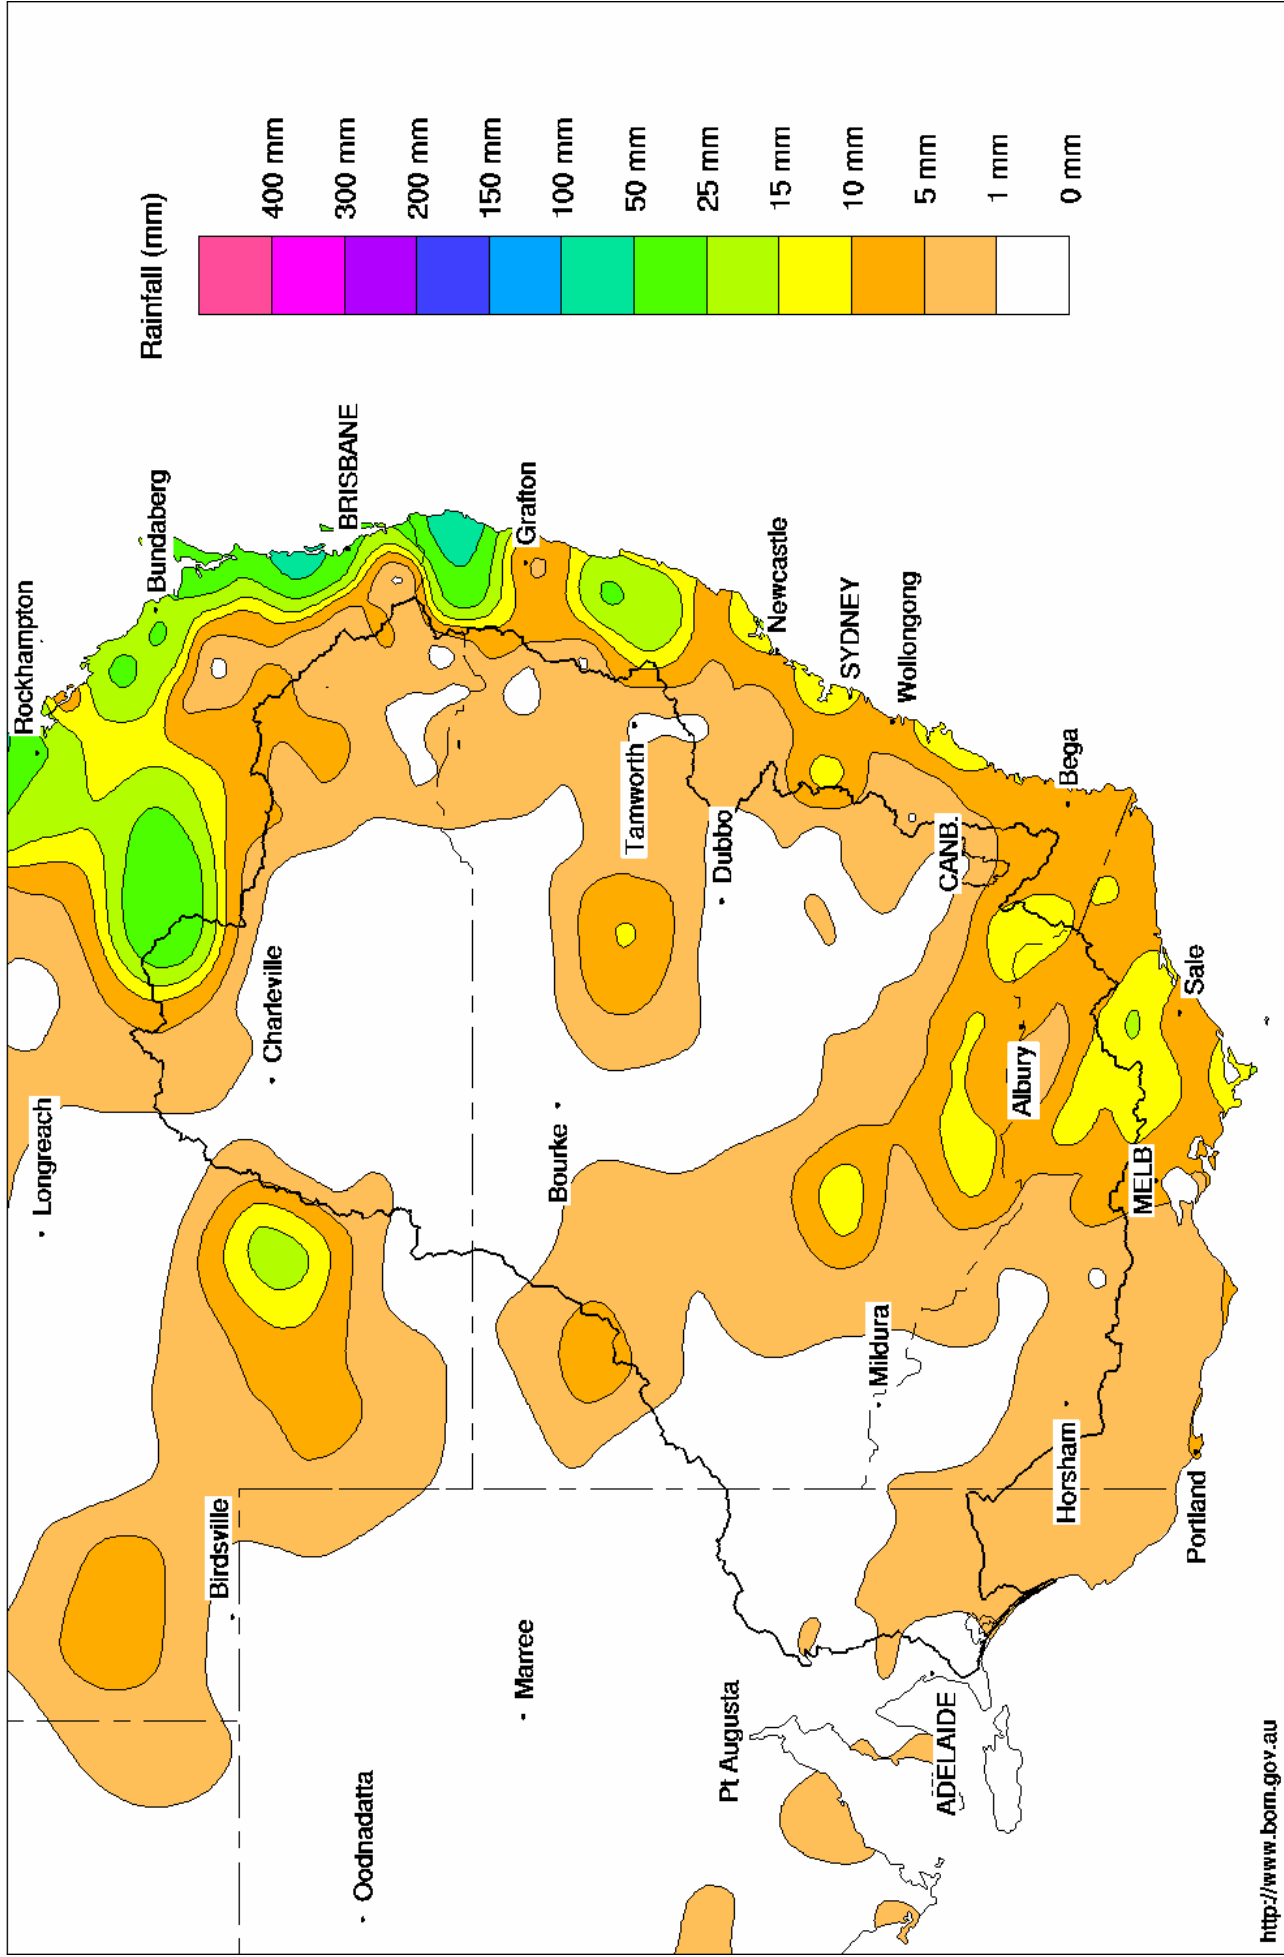 Rainfall (mm)
400 mm
300 mm
200 mm
150 mm
100 mm
50 mm
25 mm
15 mm
10 mm
5 mm
1 mm
0 mm
Rockhampton
Longreach
Bundaberg
Birdsville
Charleville
BRISBANE
Oodnadatta
Marree
Grafton
Bourke
Tamworth
Dubbo
Pt Augusta
Newcastle
SYDNEY
Mildura
Wollongong
ADELAIDE
CANB.
Albury
Horsham
Bega
MELB
Portland
Sale
http://www.bom.gov.au